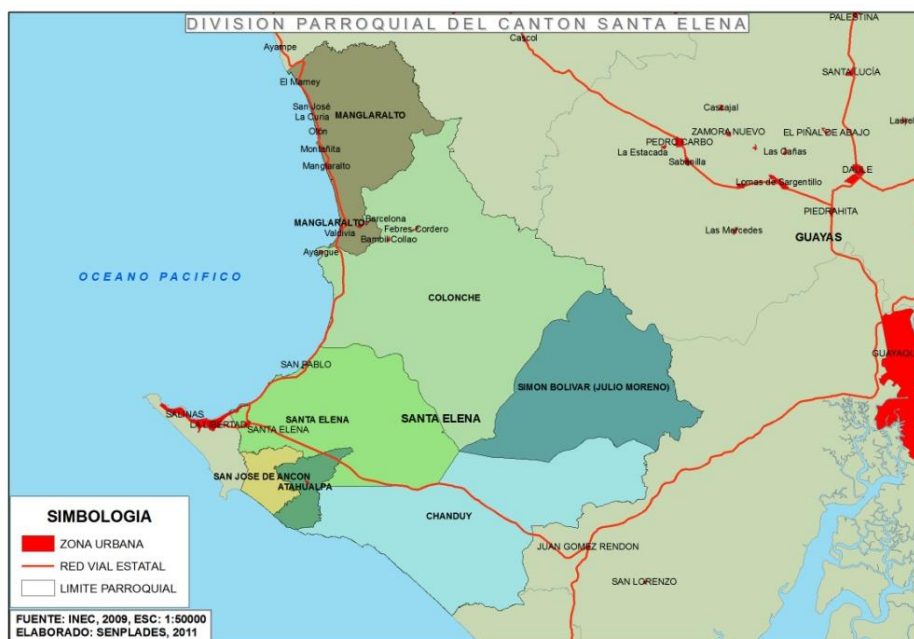 DIVISION PARROQUIAL DEL CANTON SANTA ELENA
PALESTINA
Cascol
Ayampe
SANTA LUCÍA
El Mamey
San José
La Curia
MANGLARALTO
Cascajal
Olón
ZAMORA NUEVO
EL PIÑAL DE ABAJO
PEDRO CARBO
Montañita
La Estacada
Las Cañas
Sabanilla
Manglaralto
DAULE
Lomas de Sargentillo
PIEDRAHITA
MANGLARALTO
Barcelona
Valdivia
Febres Cordero
Bambil Collao
Las Mercedes
GUAYAS
Ayangue
OCEANO PACIFICO
COLONCHE
GUAYAQUIL
SAN PABLO
SIMON BOLIVAR (JULIO MORENO)
SALINAS
LA LIBERTAD
SANTA ELENA
SANTA ELENA
SANTA ELENA
SAN JOSE DE ANCON
ATAHUALPA
CHANDUY
JUAN GOMEZ RENDON
SAN LORENZO
SIMBOLOGIA
ZONA URBANA
RED VIAL ESTATAL
LIMITE PARROQUIAL
FUENTE: INEC, 2009, ESC: 1:50000
ELABORADO: SENPLADES, 2011